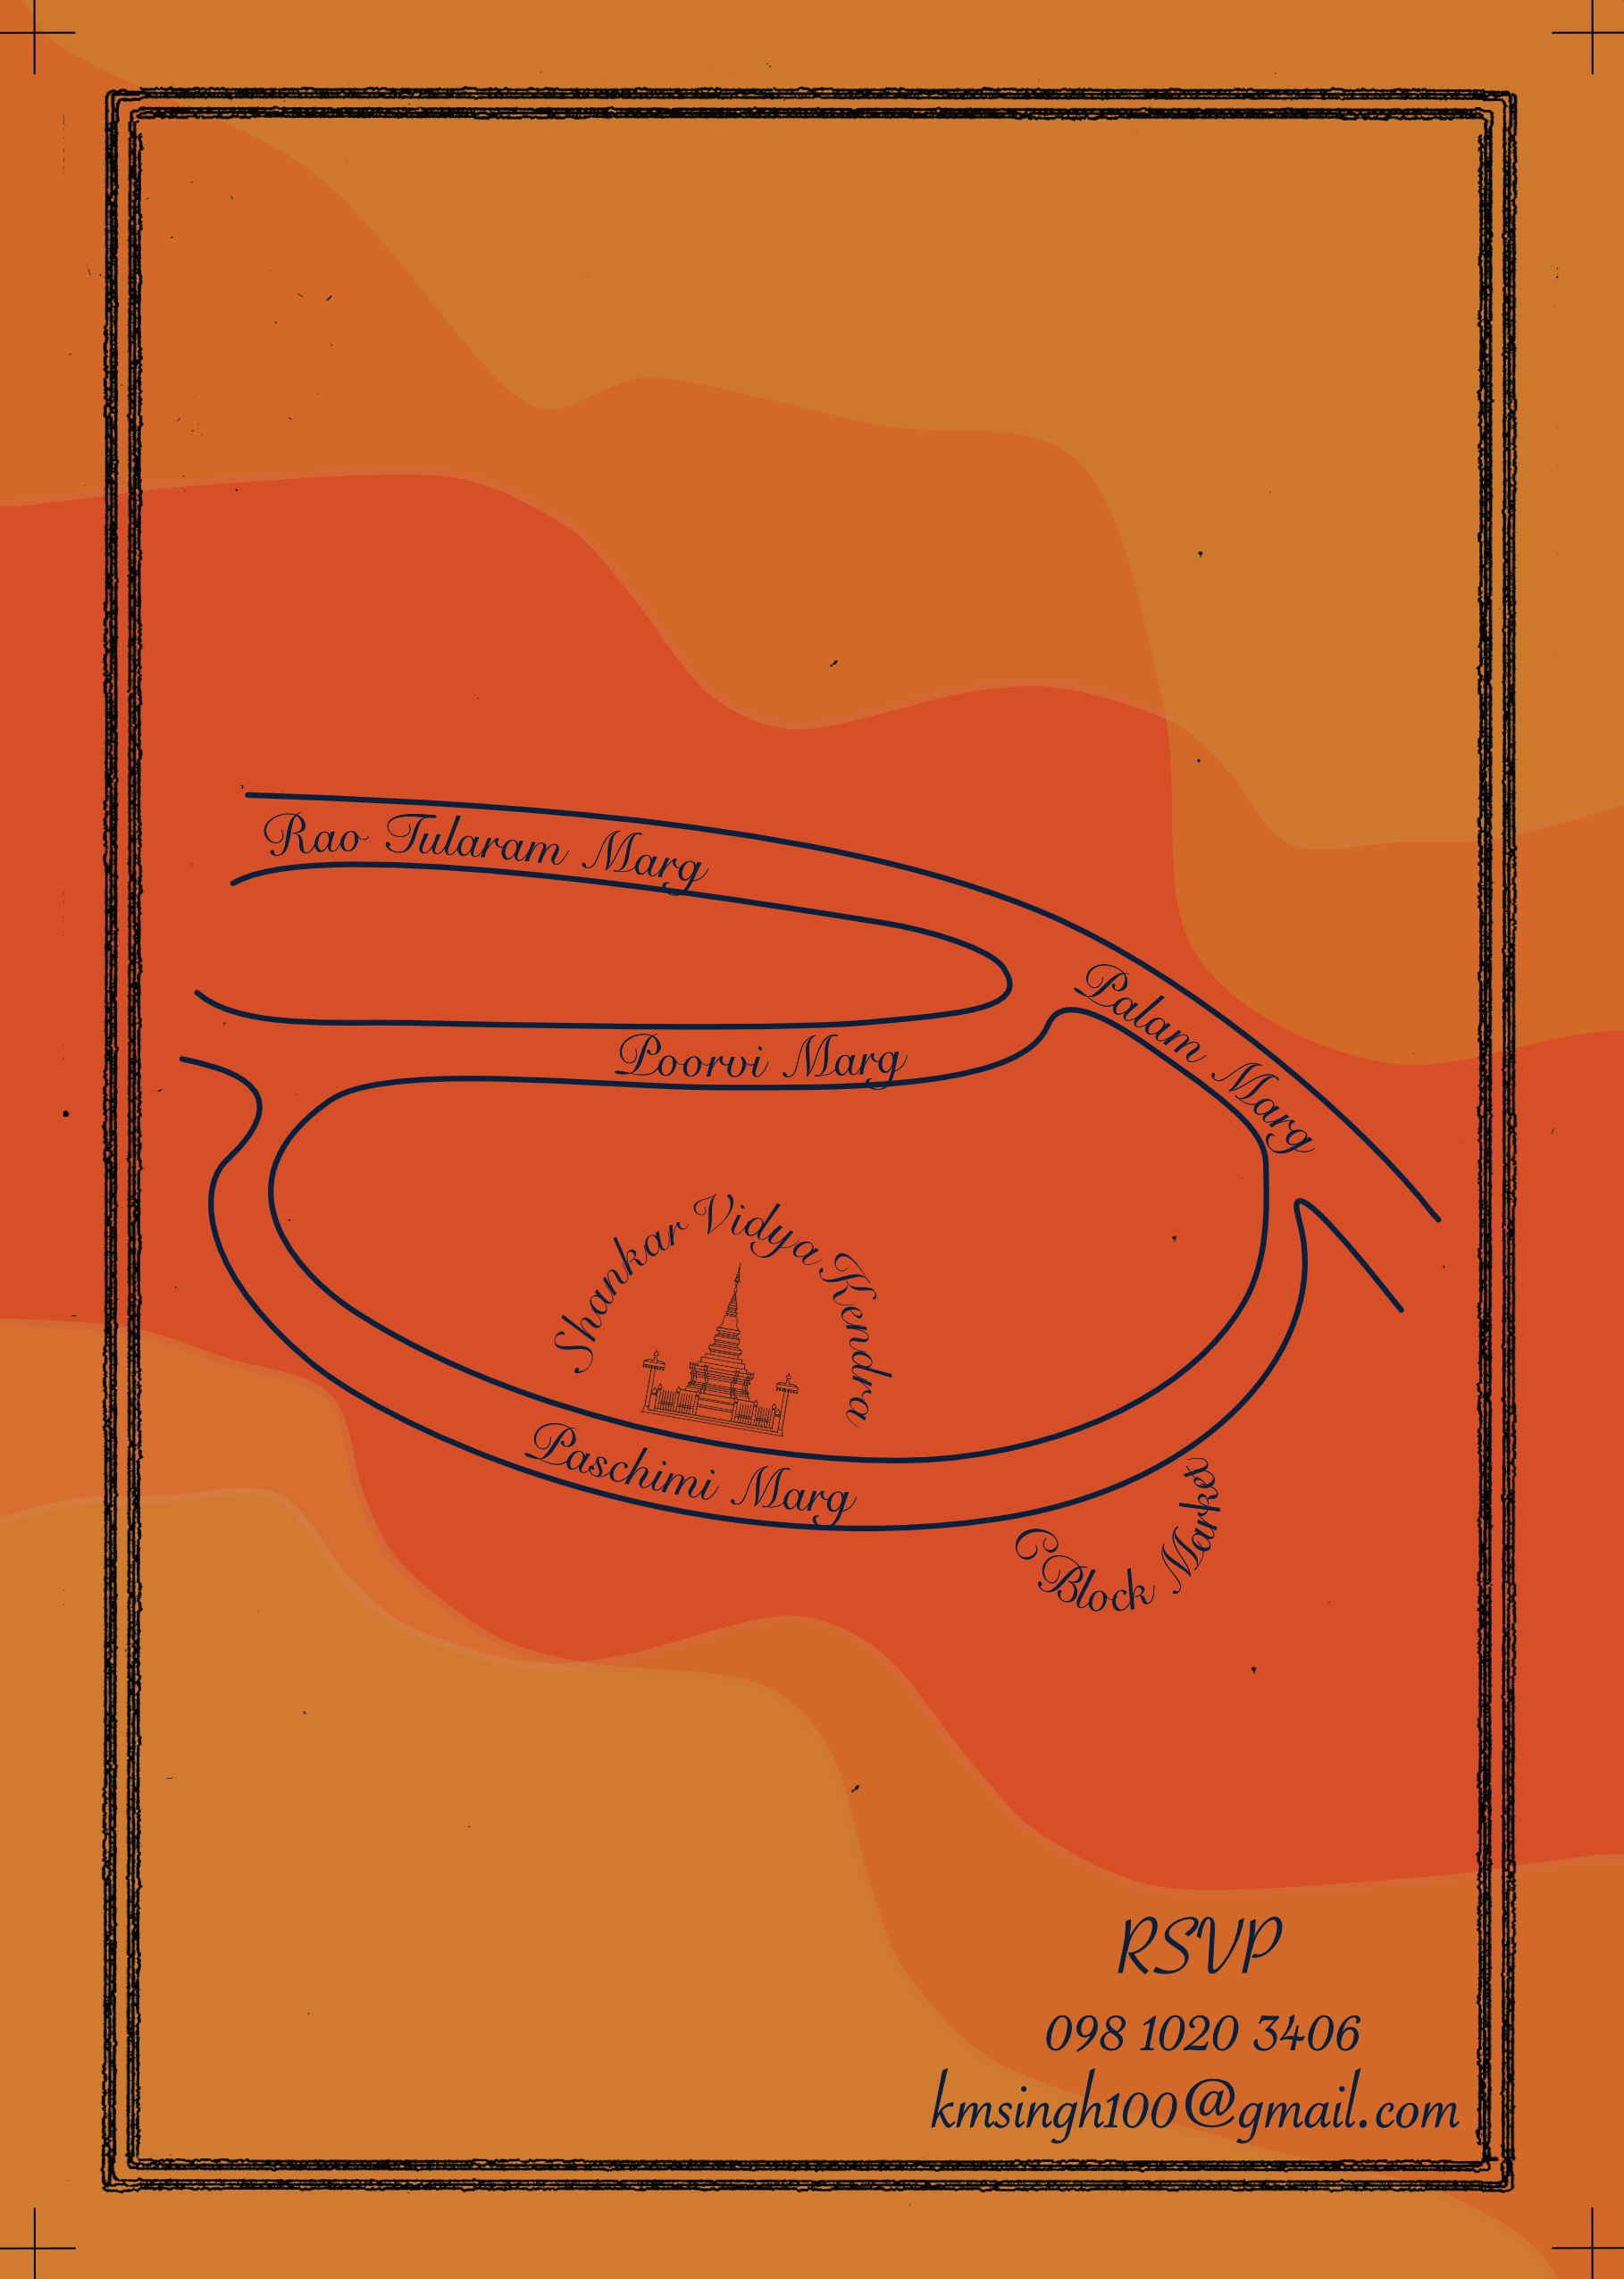 Rao Tularam Marg
Palam Marg
Poorvi Marg
Shankar Vidya Kendra
Paschimi Marg
C Block Market
RSVP
098 1020 3406
kmsingh100@gmail.com